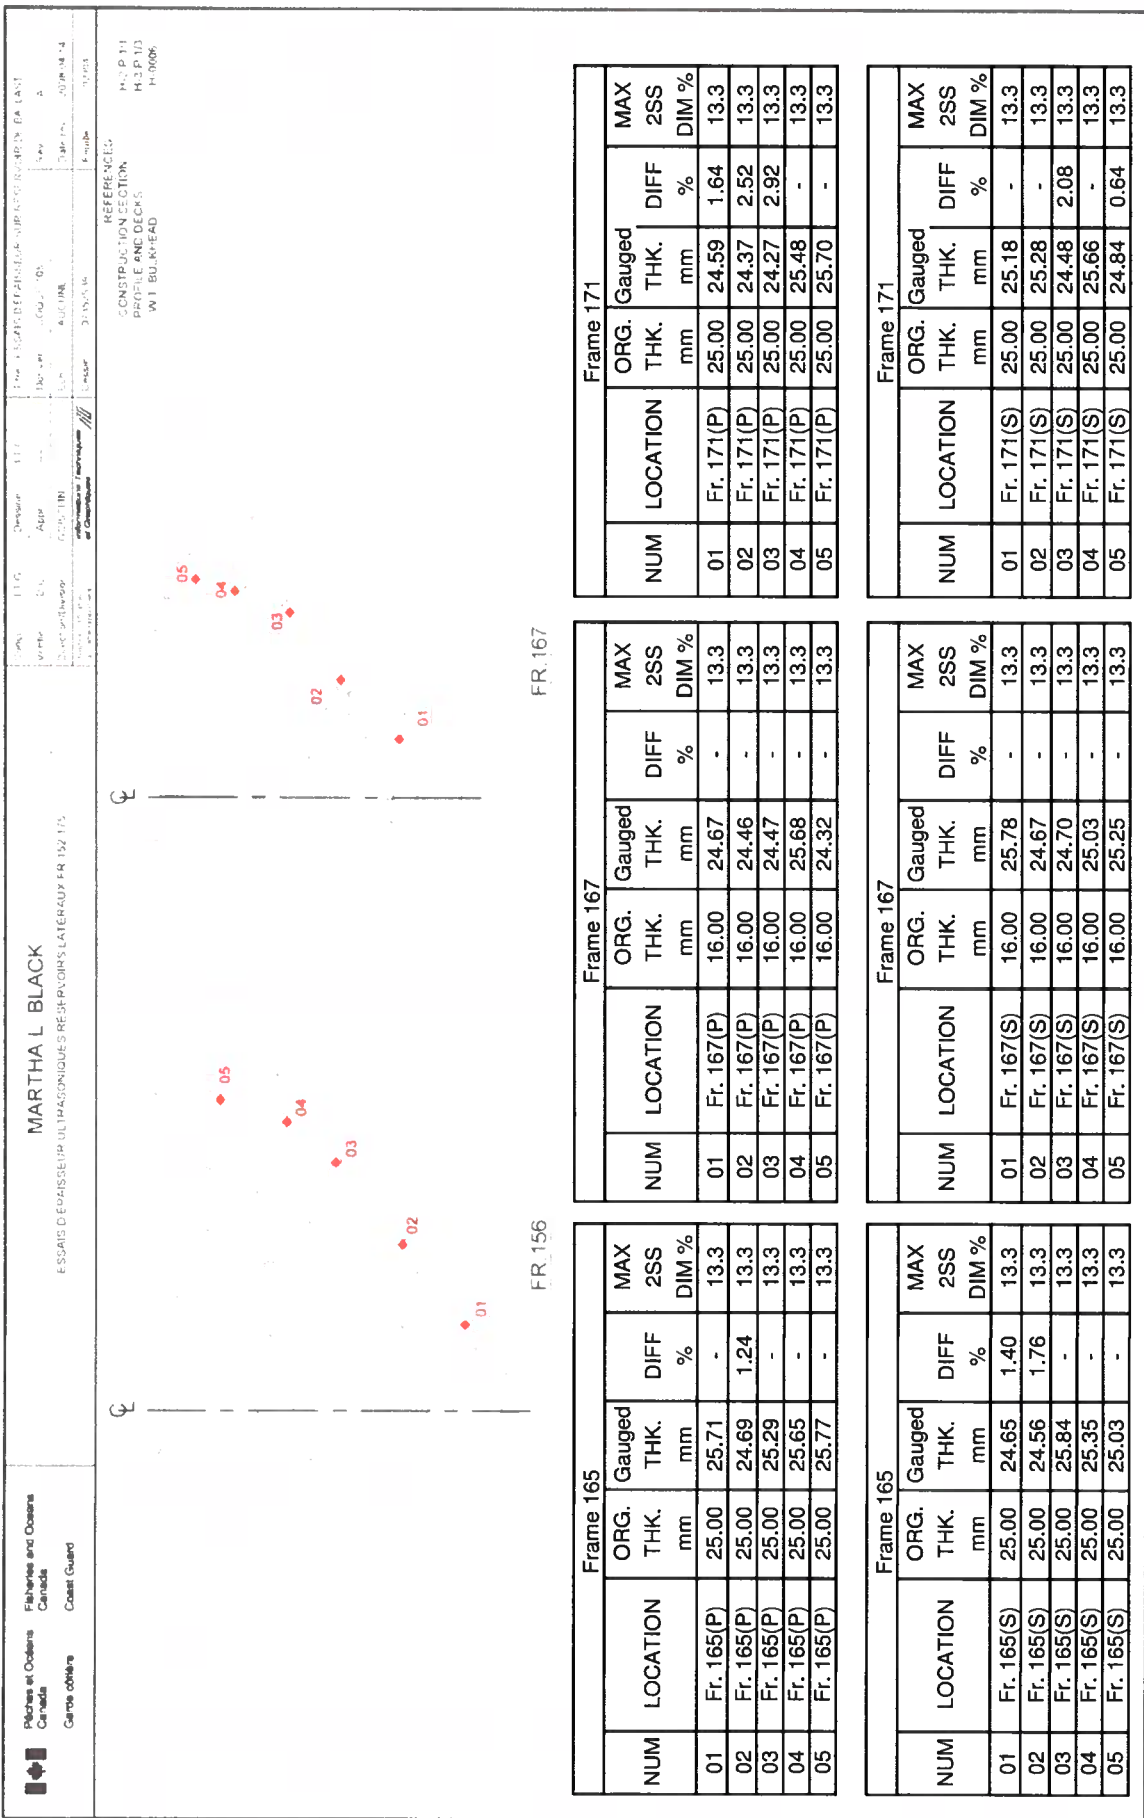 Pêches et Océans Canada
Fisheries and Oceans Canada
Garde côtière
Coast Guard
MARTHA L BLACK
ESSAIS D'ÉPAISSEUR ULTRASONIQUES RÉSERVOIRS LATÉRAUX FR 152-175
Informations Techniques et Graphiques
REFERENCES
CONSTRUCTION SECTION
PROFILE AND DECKS
W T BULKHEAD
H-2 P 1/1
H-3 P 1/3
H-0006
01
02
03
04
05
FR.156
01
02
03
04
05
FR.167
Frame 165
NUM LOCATION ORG. THK. mm Gauged THK. mm DIFF % MAX 2SS DIM %
01 Fr. 165(P) 25.00 25.71 - 13.3
02 Fr. 165(P) 25.00 24.69 1.24 13.3
03 Fr. 165(P) 25.00 25.29 - 13.3
04 Fr. 165(P) 25.00 25.65 - 13.3
05 Fr. 165(P) 25.00 25.77 - 13.3
Frame 167
NUM LOCATION ORG. THK. mm Gauged THK. mm DIFF % MAX 2SS DIM %
01 Fr. 167(P) 16.00 24.67 - 13.3
02 Fr. 167(P) 16.00 24.46 - 13.3
03 Fr. 167(P) 16.00 24.47 - 13.3
04 Fr. 167(P) 16.00 25.68 - 13.3
05 Fr. 167(P) 16.00 24.32 - 13.3
Frame 171
NUM LOCATION ORG. THK. mm Gauged THK. mm DIFF % MAX 2SS DIM %
01 Fr. 171(P) 25.00 24.59 1.64 13.3
02 Fr. 171(P) 25.00 24.37 2.52 13.3
03 Fr. 171(P) 25.00 24.27 2.92 13.3
04 Fr. 171(P) 25.00 25.48 - 13.3
05 Fr. 171(P) 25.00 25.70 - 13.3
Frame 165
NUM LOCATION ORG. THK. mm Gauged THK. mm DIFF % MAX 2SS DIM %
01 Fr. 165(S) 25.00 24.65 1.40 13.3
02 Fr. 165(S) 25.00 24.56 1.76 13.3
03 Fr. 165(S) 25.00 25.84 - 13.3
04 Fr. 165(S) 25.00 25.35 - 13.3
05 Fr. 165(S) 25.00 25.03 - 13.3
Frame 167
NUM LOCATION ORG. THK. mm Gauged THK. mm DIFF % MAX 2SS DIM %
01 Fr. 167(S) 16.00 25.78 - 13.3
02 Fr. 167(S) 16.00 24.67 - 13.3
03 Fr. 167(S) 16.00 24.70 - 13.3
04 Fr. 167(S) 16.00 25.03 - 13.3
05 Fr. 167(S) 16.00 25.25 - 13.3
Frame 171
NUM LOCATION ORG. THK. mm Gauged THK. mm DIFF % MAX 2SS DIM %
01 Fr. 171(S) 25.00 25.18 - 13.3
02 Fr. 171(S) 25.00 25.28 - 13.3
03 Fr. 171(S) 25.00 24.48 2.08 13.3
04 Fr. 171(S) 25.00 25.66 - 13.3
05 Fr. 171(S) 25.00 24.84 0.64 13.3